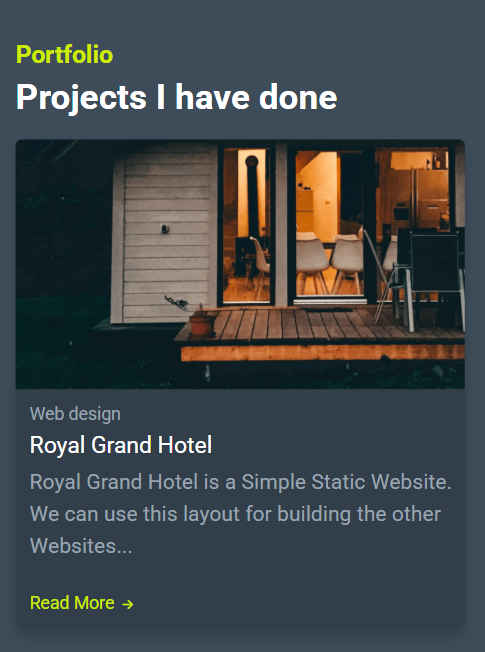 Portfolio
Projects I have done
Web design
Royal Grand Hotel
Royal Grand Hotel is a Simple Static Website.
We can use this layout for building the other
Websites...
Read More →